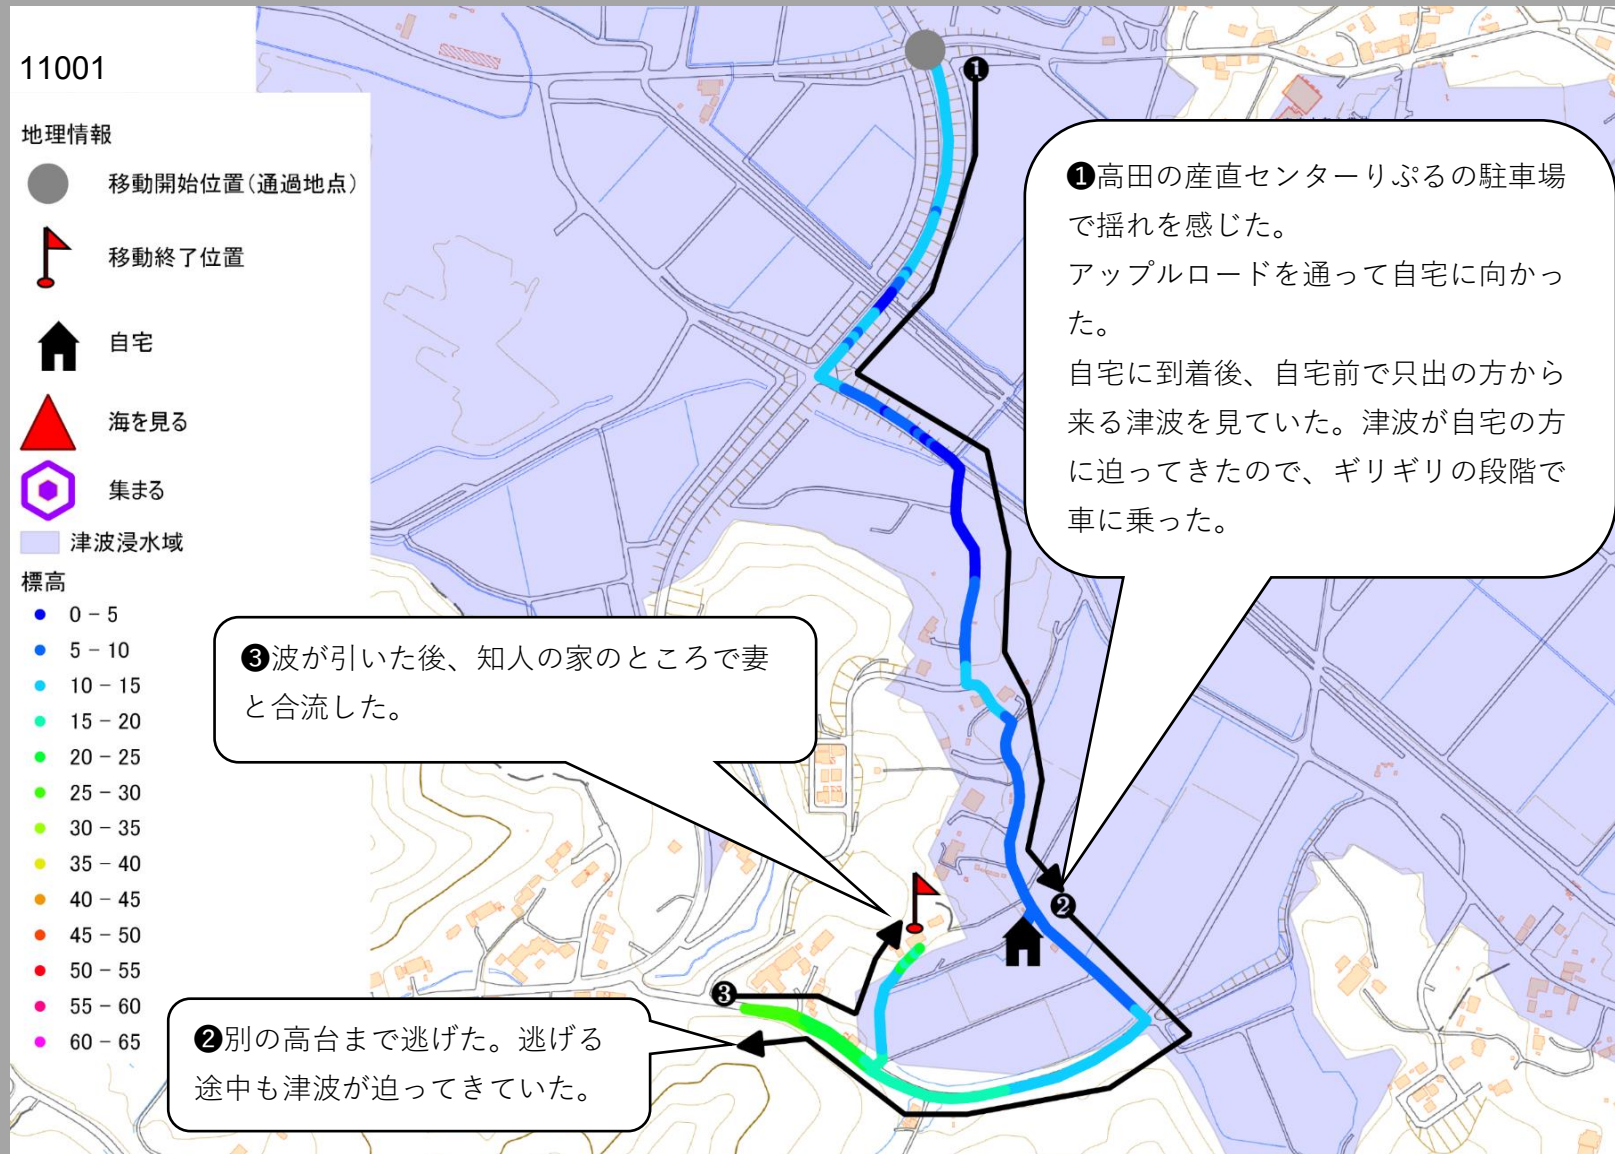 11001
地理情報
移動開始位置(通過地点)
移動終了位置
自宅
海を見る
集まる
津波浸水域
標高
0 - 5
5 - 10
10 - 15
15 - 20
20 - 25
25 - 30
30 - 35
35 - 40
40 - 45
45 - 50
50 - 55
55 - 60
60 - 65
❶
❶高田の産直センターりぷるの駐車場
で揺れを感じた。
アップルロードを通って自宅に向かっ
た。
自宅に到着後、自宅前で只出の方から
来る津波を見ていた。津波が自宅の方
に迫ってきたので、ギリギリの段階で
車に乗った。
❸波が引いた後、知人の家のところで妻
と合流した。
❷
❸
❷別の高台まで逃げた。逃げる
途中も津波が迫ってきていた。